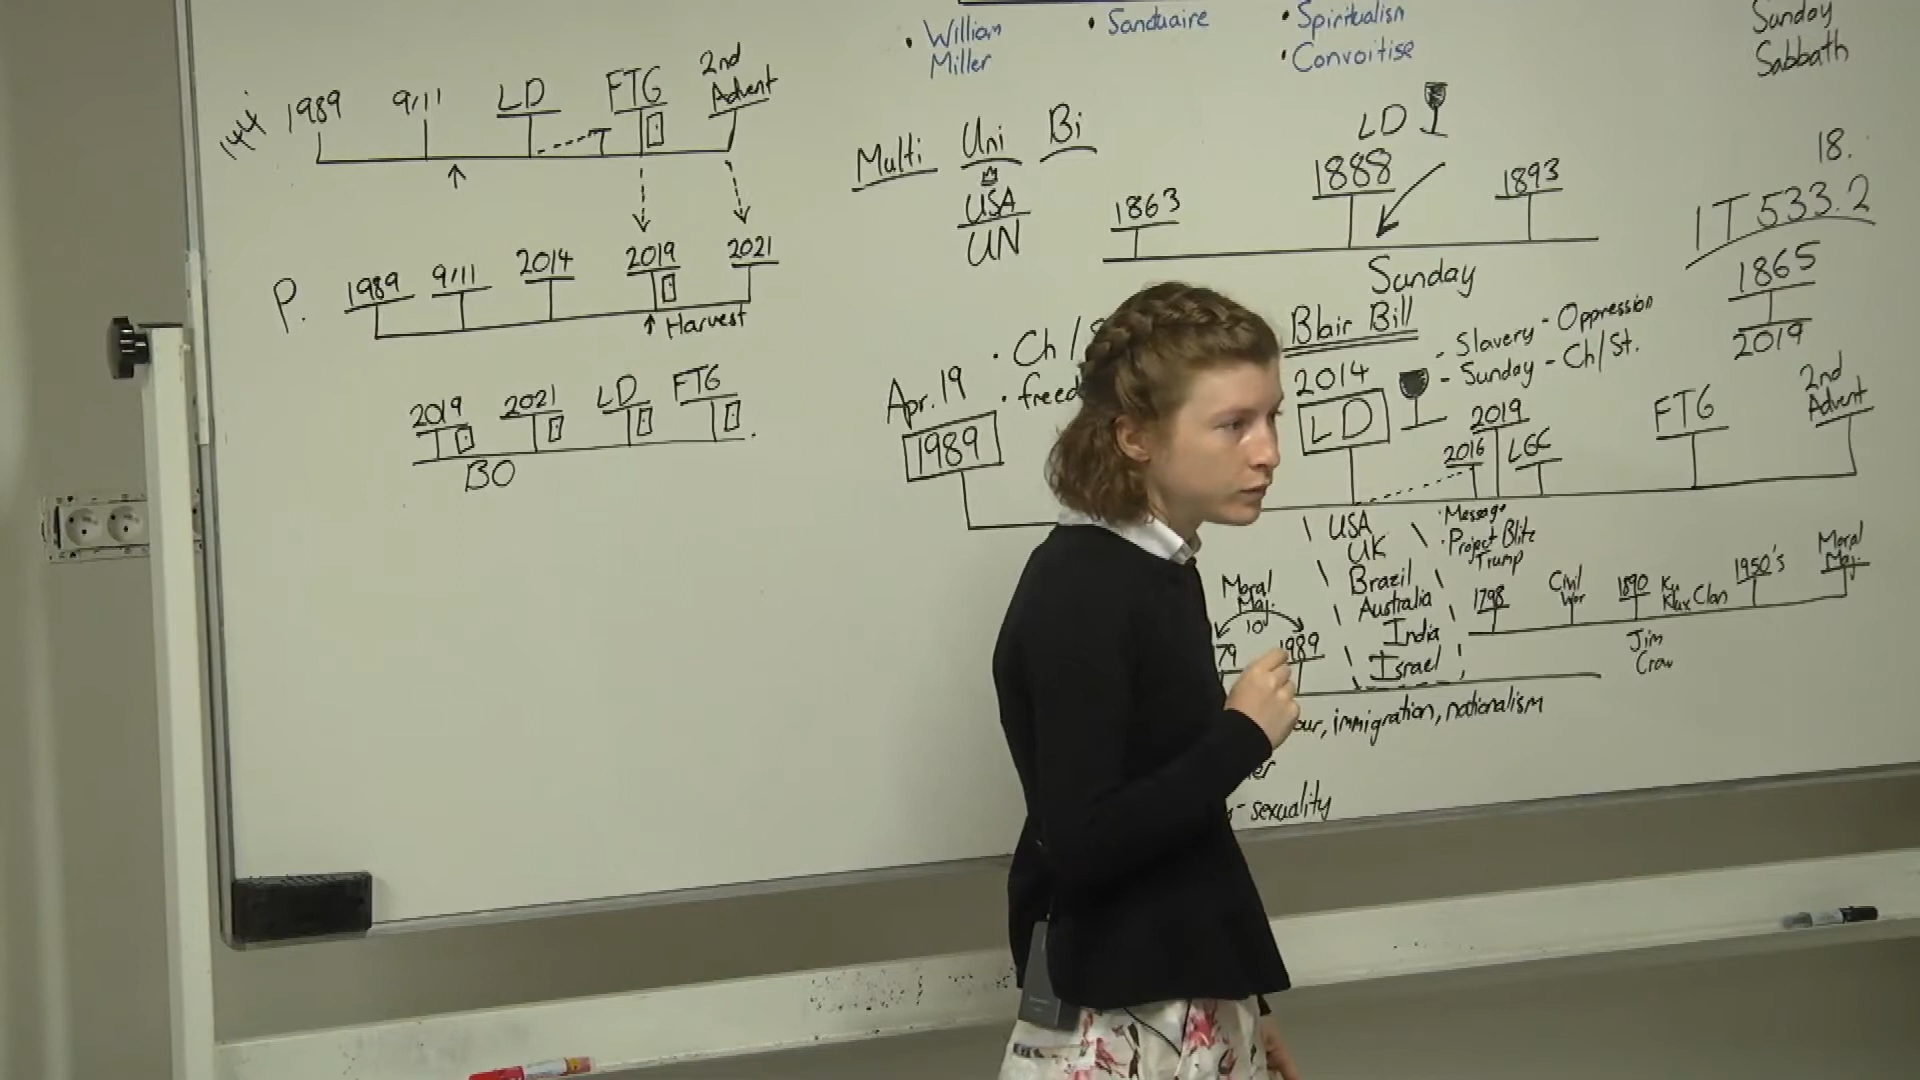 • William
Miller
• Sanctuaire
• Spiritualism
• Convoitise
Sunday
Sabbath
144
1989
9/11
LD
FTG
2nd
Advent
P.
1989
9/11
2014
2019
2021
↑ Harvest
2019
2021
LD
FTG
BO
Multi
Uni
Bi
USA
UN
LD
1863
1888
1893
Sunday
18.
1T 533.2
1865
2019
• Ch/
• freed
Blair Bill
- Slavery - Oppression
- Sunday - Ch/St.
Apr. 19
1989
2014
LD
2016
2019
LGC
FTG
2nd
Advent
USA
UK
Brazil
Australia
India
Israel
• Message
• Project Blitz
Trump
Moral
Maj.
10
79
1989
1798
Civil
War
1890
Ku
Klux Clan
1950's
Moral
Maj.
Jim
Crow
our, immigration, nationalism
er
- sexuality